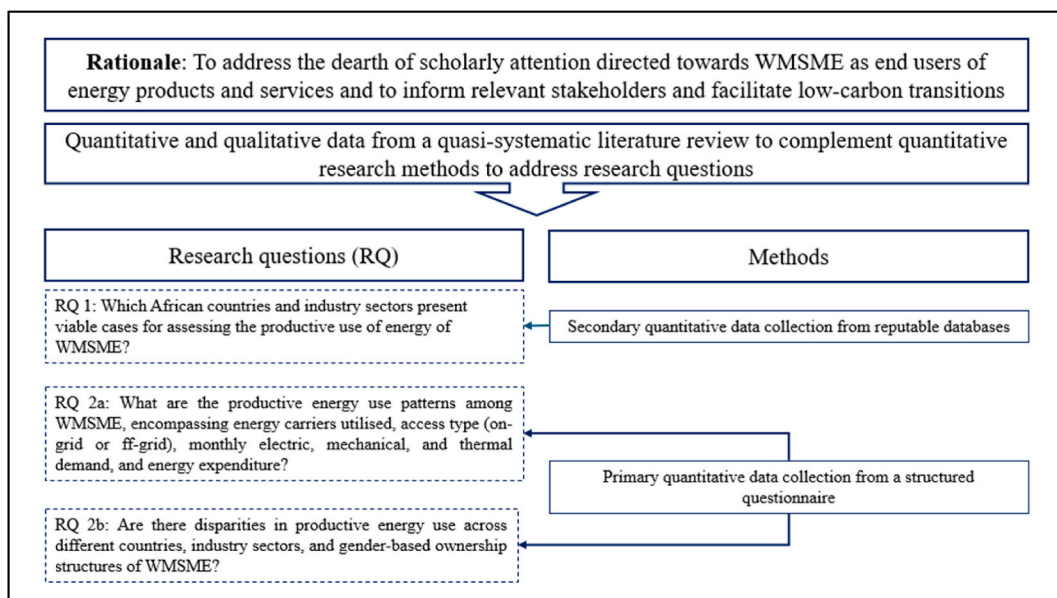 Rationale: To address the dearth of scholarly attention directed towards WMSME as end users of
energy products and services and to inform relevant stakeholders and facilitate low-carbon transitions
Quantitative and qualitative data from a quasi-systematic literature review to complement quantitative
research methods to address research questions
Research questions (RQ)
Methods
RQ 1: Which African countries and industry sectors present
viable cases for assessing the productive use of energy of
WMSME?
Secondary quantitative data collection from reputable databases
RQ 2a: What are the productive energy use patterns among
WMSME, encompassing energy carriers utilised, access type (on-
grid or ff-grid), monthly electric, mechanical, and thermal
demand, and energy expenditure?
Primary quantitative data collection from a structured
questionnaire
RQ 2b: Are there disparities in productive energy use across
different countries, industry sectors, and gender-based ownership
structures of WMSME?